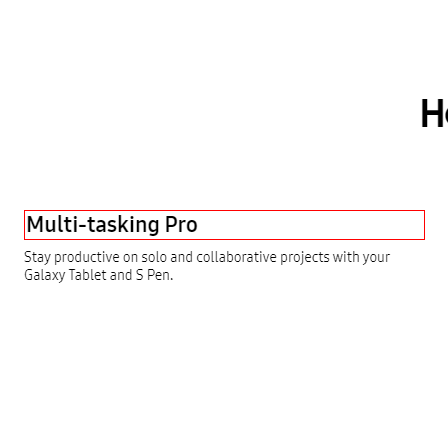 Multi-tasking Pro
Stay productive on solo and collaborative projects with your
Galaxy Tablet and S Pen.